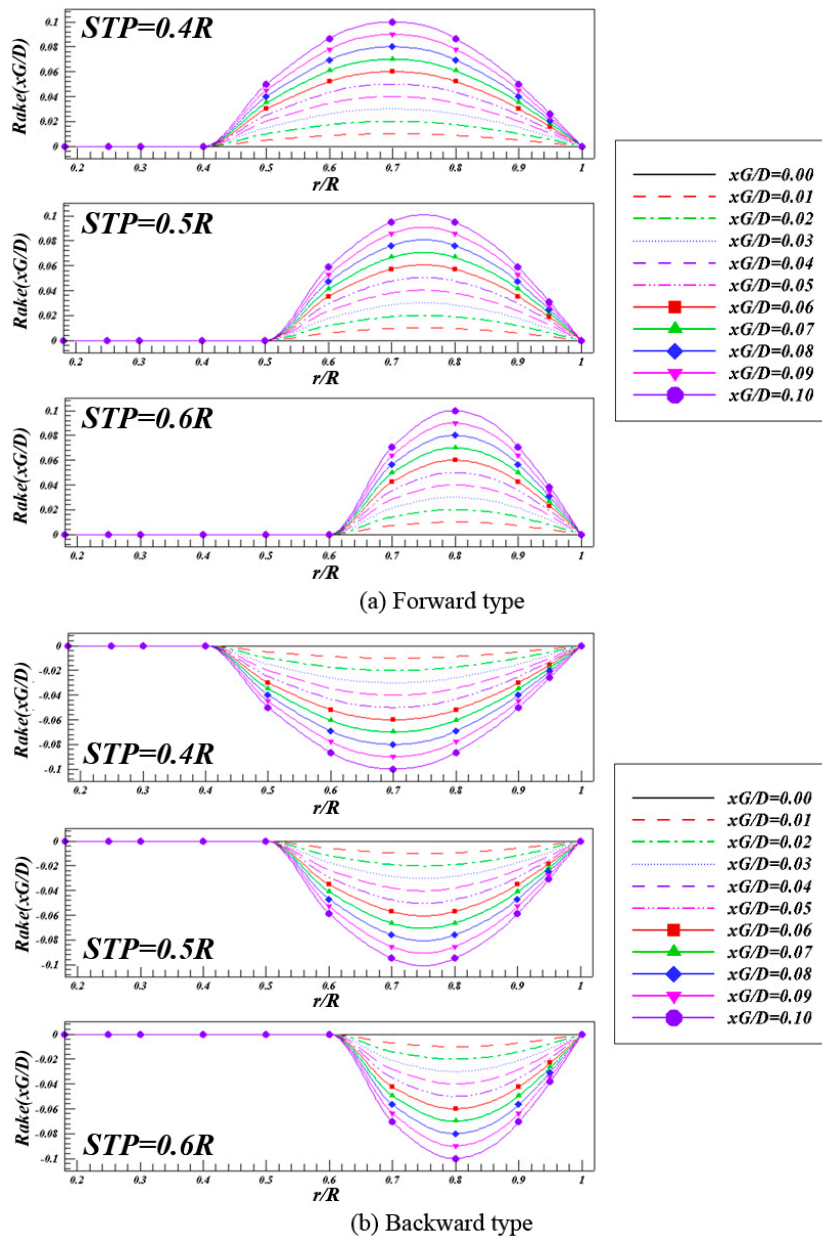 STP=0.4R
Rake(xG/D)
0.1
0.08
0.06
0.04
0.02
0
0.2 0.3 0.4 0.5 0.6 0.7 0.8 0.9 1
r/R
STP=0.5R
Rake(xG/D)
0.1
0.08
0.06
0.04
0.02
0
0.2 0.3 0.4 0.5 0.6 0.7 0.8 0.9 1
r/R
STP=0.6R
Rake(xG/D)
0.1
0.08
0.06
0.04
0.02
0
0.2 0.3 0.4 0.5 0.6 0.7 0.8 0.9 1
r/R
xG/D=0.00
xG/D=0.01
xG/D=0.02
xG/D=0.03
xG/D=0.04
xG/D=0.05
xG/D=0.06
xG/D=0.07
xG/D=0.08
xG/D=0.09
xG/D=0.10
(a) Forward type
Rake(xG/D)
0
-0.02
-0.04
-0.06
-0.08
-0.1
STP=0.4R
0.2 0.3 0.4 0.5 0.6 0.7 0.8 0.9 1
r/R
Rake(xG/D)
0
-0.02
-0.04
-0.06
-0.08
-0.1
STP=0.5R
0.2 0.3 0.4 0.5 0.6 0.7 0.8 0.9 1
r/R
Rake(xG/D)
0
-0.02
-0.04
-0.06
-0.08
-0.1
STP=0.6R
0.2 0.3 0.4 0.5 0.6 0.7 0.8 0.9 1
r/R
xG/D=0.00
xG/D=0.01
xG/D=0.02
xG/D=0.03
xG/D=0.04
xG/D=0.05
xG/D=0.06
xG/D=0.07
xG/D=0.08
xG/D=0.09
xG/D=0.10
(b) Backward type